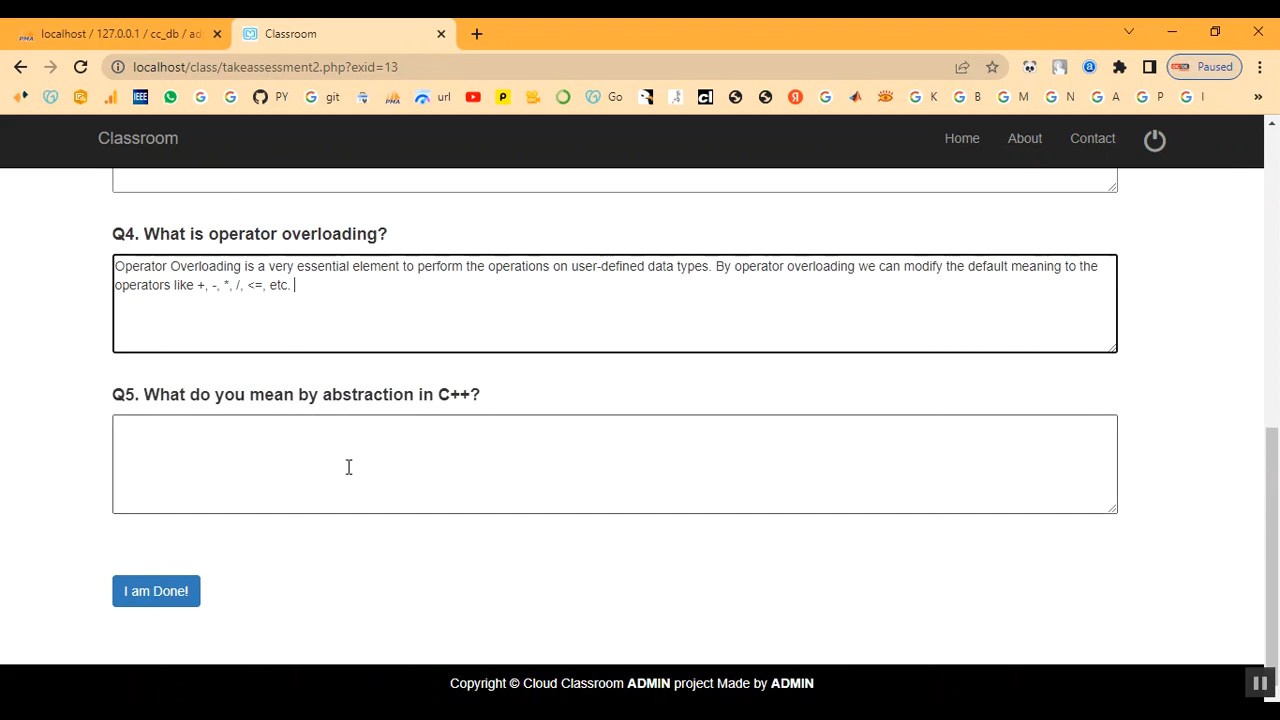 localhost / 127.0.0.1 / cc_db / ad
Classroom
localhost/class/takeassessment2.php?exid=13
Paused
IEEE
PY
git
url
Go
K
B
M
N
A
P
I
Classroom
Home
About
Contact
Q4. What is operator overloading?
Operator Overloading is a very essential element to perform the operations on user-defined data types. By operator overloading we can modify the default meaning to the
operators like +, -, *, /, <=, etc.
Q5. What do you mean by abstraction in C++?
I am Done!
Copyright © Cloud Classroom ADMIN project Made by ADMIN